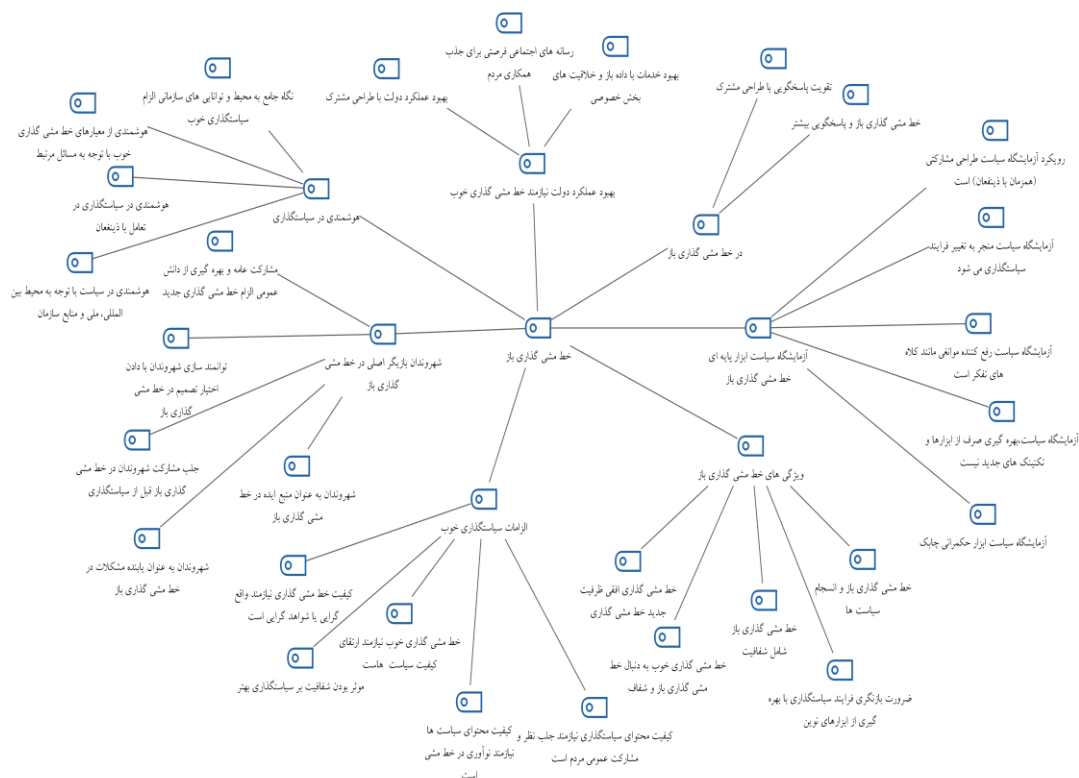 رسانه های اجتماعی فرصتی برای جذب
همکاری مردم
بهبود خدمات با داده باز و خلاقیت های
بخش خصوصی
بهبود عملکرد دولت با طراحی مشترک
نگاه جامع به محیط و توانایی های سازمانی الزام
سیاستگذاری خوب
تقویت پاسخگویی با طراحی مشترک
خط مشی گذاری باز و پاسخگویی بیشتر
هوشمندی از معیارهای خط مشی گذاری
خوب با توجه به مسائل مرتبط
رویکرد آزمایشگاه سیاست طراحی مشارکتی
(همزمان با ذینفعان) است
بهبود عملکرد دولت نیازمند خط مشی گذاری خوب
هوشمندی در سیاستگذاری
هوشمندی در سیاستگذاری در
تعامل با ذینفعان
در خط مشی گذاری باز
آزمایشگاه سیاست منجر به تغییر فرایند
سیاستگذاری می شود
مشارکت عامه و بهره گیری از دانش
عمومی الزام خط مشی گذاری جدید
هوشمندی در سیاست با توجه به محیط بین
المللی، ملی و منابع سازمان
آزمایشگاه سیاست ابزار پایه ای
خط مشی گذاری باز
خط مشی گذاری باز
شهروندان بازیگر اصلی در خط مشی
گذاری باز
آزمایشگاه سیاست رفع کننده موانعی مانند کلاه
های تفکر است
توانمند سازی شهروندان با دادن
اختیار تصمیم در خط مشی
گذاری باز
آزمایشگاه سیاست،بهره گیری صرف از ابزارها و
تکنیک های جدید نیست
جلب مشارکت شهروندان در خط مشی
گذاری باز قبل از سیاستگذاری
ویژگی های خط مشی گذاری باز
شهروندان به عنوان منبع ایده در خط
مشی گذاری باز
الزامات سیاستگذاری خوب
آزمایشگاه سیاست ابزار حکمرانی چابک
شهروندان به عنوان یابنده مشکلات در
خط مشی گذاری باز
کیفیت خط مشی گذاری نیازمند واقع
گرایی یا شواهد گرایی است
خط مشی گذاری افقی ظرفیت
جدید خط مشی گذاری
خط مشی گذاری باز و انسجام
سیاست ها
خط مشی گذاری باز
شامل شفافیت
خط مشی گذاری خوب نیازمند ارتقای
کیفیت سیاست هاست
خط مشی گذاری خوب به دنبال خط
مشی گذاری باز و شفاف
موثر بودن شفافیت بر سیاستگذاری بهتر
ضرورت بازنگری فرایند سیاستگذاری با بهره
گیری از ابزارهای نوین
کیفیت محتوای سیاست ها
نیازمند نوآوری در خط مشی
است
کیفیت محتوای سیاستگذاری نیازمند جلب نظر و
مشارکت عمومی مردم است